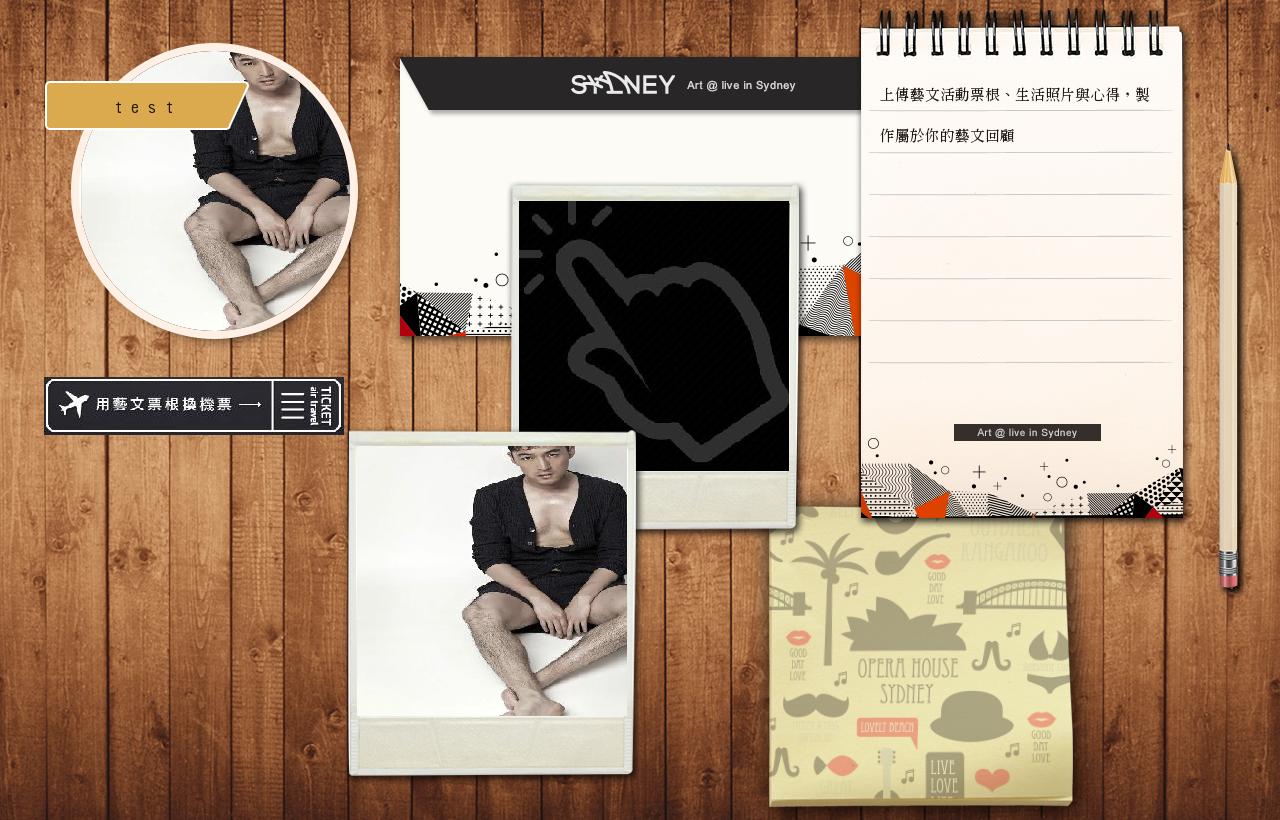 test
SYDNEY Art @ live in Sydney
上傳藝文活動票根、生活照片與心得，製
作屬於你的藝文回顧
用藝文票根換機票
TICKET
air travel
Art @ live in Sydney
KANGAROO
GOOD
DAY
LOVE
GOOD
DAY
LOVE
OPERA HOUSE
SYDNEY
LOVELY BEACH
GOOD
DAY
LOVE
LIVE
LOVE